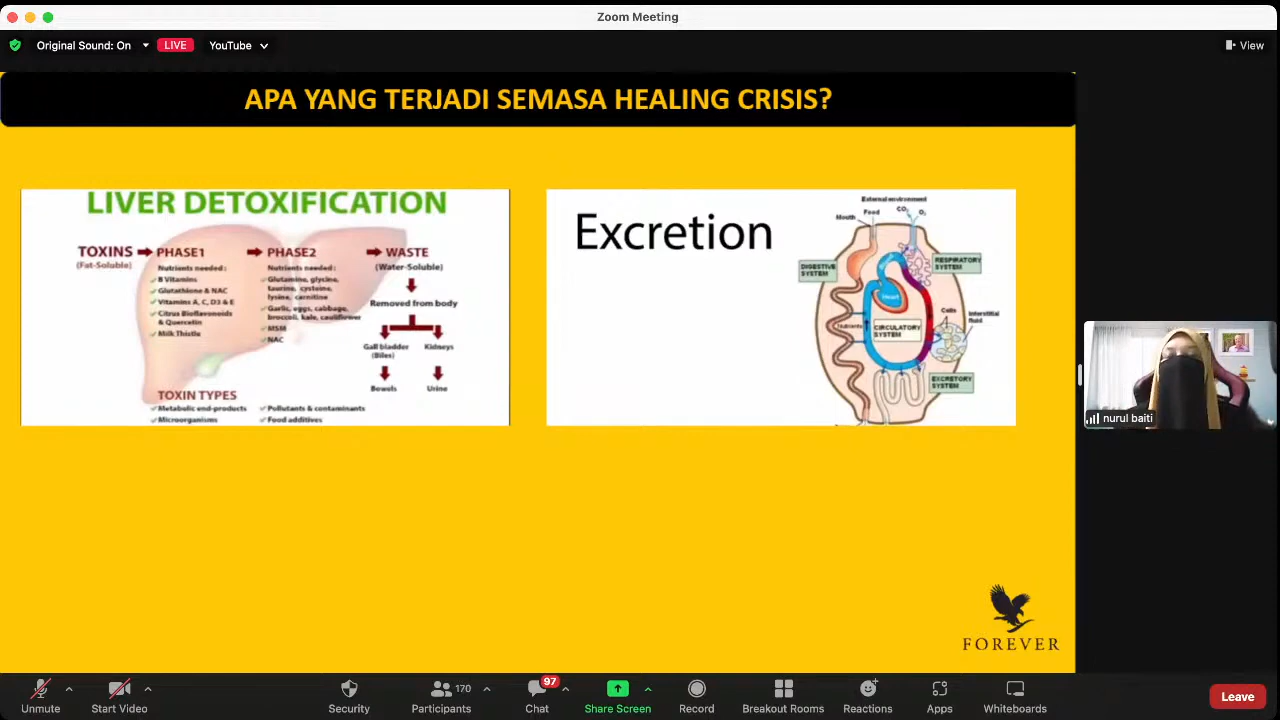 Zoom Meeting
Original Sound: On
LIVE
YouTube
View
APA YANG TERJADI SEMASA HEALING CRISIS?
LIVER DETOXIFICATION
TOXINS
(Fat-Soluble)
PHASE1
Nutrients needed:
B Vitamins
Glutathione & NAC
Vitamins A, C, D3 & E
Citrus Bioflavonoids
& Quercetin
Milk Thistle
PHASE2
Nutrients needed:
Glutamine, glycine,
taurine, cysteine,
lysine, carnitine
Garlic, eggs, cabbage,
broccoli, kale, cauliflower
MSM
NAC
WASTE
(Water-Soluble)
Removed from body
Gall bladder
(Biles)
Kidneys
Bowels
Urine
TOXIN TYPES
Metabolic end-products
Microorganisms
Pollutants & contaminants
Food additives
Excretion
External environment
Mouth
Food
CO2
O2
DIGESTIVE
SYSTEM
RESPIRATORY
SYSTEM
Heart
Nutrients
CIRCULATORY
SYSTEM
Cells
Interstitial
fluid
EXCRETORY
SYSTEM
nurul baiti
FOREVER
Unmute
Start Video
Security
170
Participants
97
Chat
Share Screen
Record
Breakout Rooms
Reactions
Apps
Whiteboards
Leave